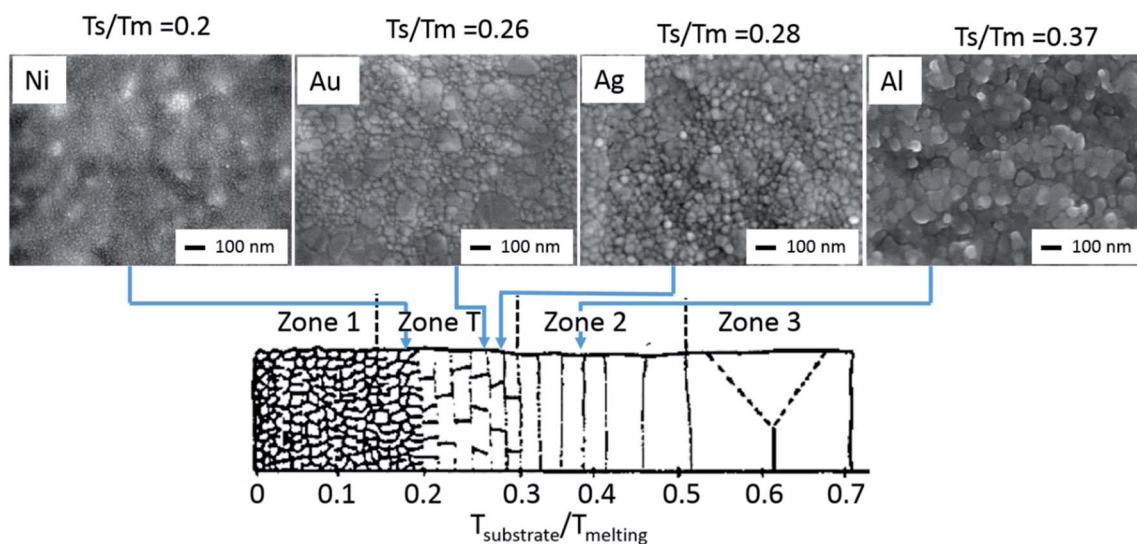 Ts/Tm =0.2 Ts/Tm =0.26 Ts/Tm =0.28 Ts/Tm =0.37
Ni Au Ag Al
100 nm 100 nm 100 nm 100 nm
Zone 1 Zone T Zone 2 Zone 3
0 0.1 0.2 0.3 0.4 0.5 0.6 0.7
Tsubstrate/Tmelting